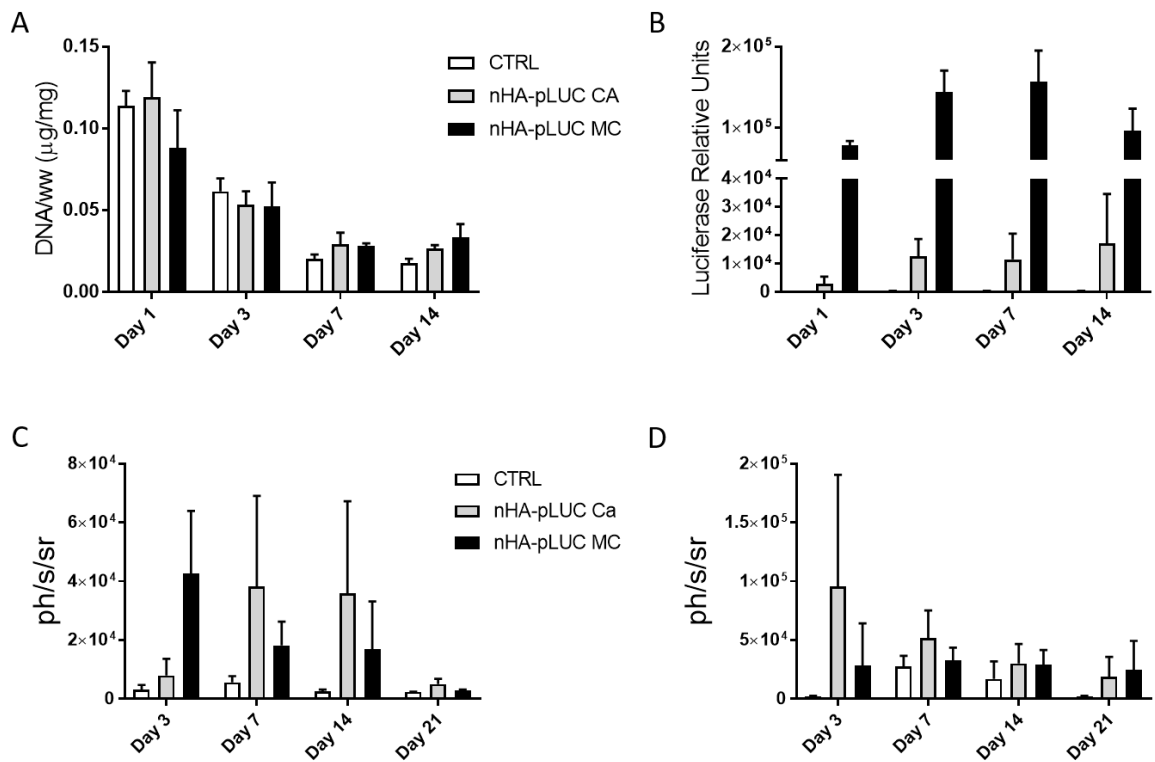 A
DNA/ww (µg/mg)
0.15
0.10
0.05
0.00
CTRL
nHA-pLUC CA
nHA-pLUC MC
Day 1
Day 3
Day 7
Day 14
B
Luciferase Relative Units
2×10⁵
1×10⁵
4×10⁴
3×10⁴
2×10⁴
1×10⁴
0
Day 1
Day 3
Day 7
Day 14
C
ph/s/sr
8×10⁴
6×10⁴
4×10⁴
2×10⁴
0
CTRL
nHA-pLUC Ca
nHA-pLUC MC
Day 3
Day 7
Day 14
Day 21
D
ph/s/sr
2×10⁵
1.5×10⁵
1×10⁵
5×10⁴
0
Day 3
Day 7
Day 14
Day 21